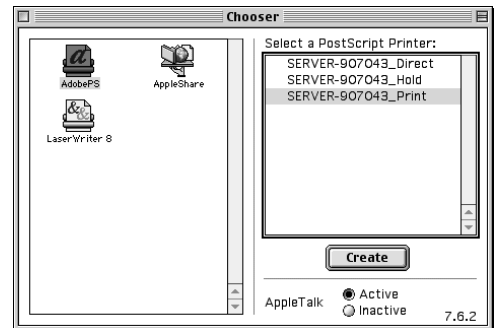 Chooser
AdobePS
AppleShare
LaserWriter 8
Select a PostScript Printer:
SERVER-907043_Direct
SERVER-907043_Hold
SERVER-907043_Print
Create
AppleTalk
Active
Inactive
7.6.2